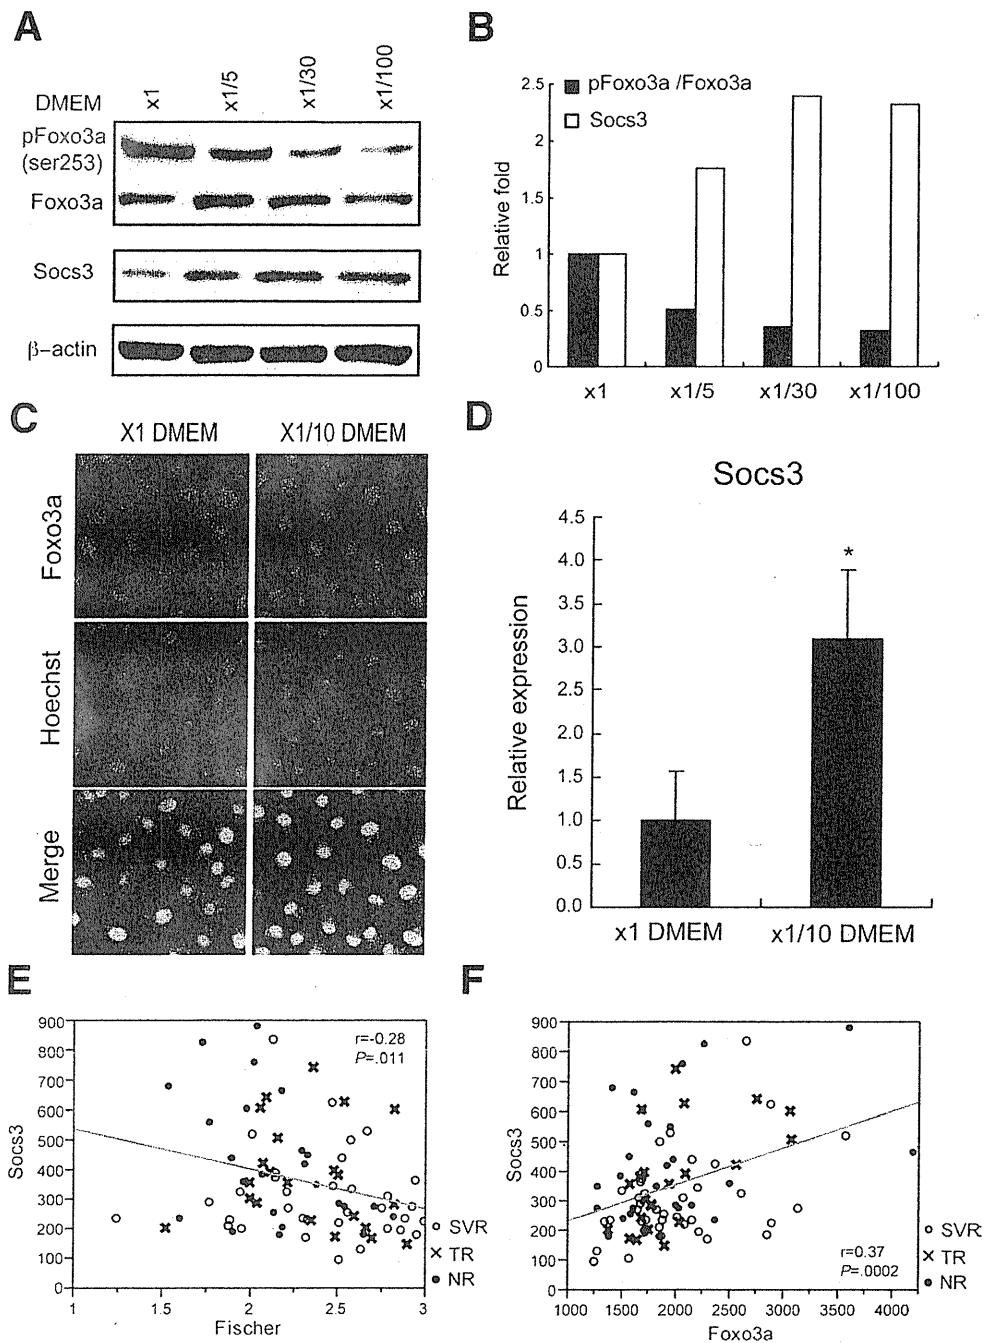 A
DMEM x1 x1/5 x1/30 x1/100
pFoxo3a
(ser253)
Foxo3a
Socs3
β–actin
B
pFoxo3a /Foxo3a
Socs3
Relative fold
2.5
2
1.5
1
0.5
0
x1 x1/5 x1/30 x1/100
C
X1 DMEM X1/10 DMEM
Foxo3a
Hoechst
Merge
D
Socs3
Relative expression
4.5
4.0
3.5
3.0
2.5
2.0
1.5
1.0
0.5
0.0
*
x1 DMEM x1/10 DMEM
E
Socs3
900
800
700
600
500
400
300
200
100
0
r=-0.28
P=.011
1 1.5 2 2.5 3
Fischer
SVR
TR
NR
F
Socs3
900
800
700
600
500
400
300
200
100
0
r=0.37
P=.0002
1000 1500 2000 2500 3000 3500 4000
Foxo3a
SVR
TR
NR